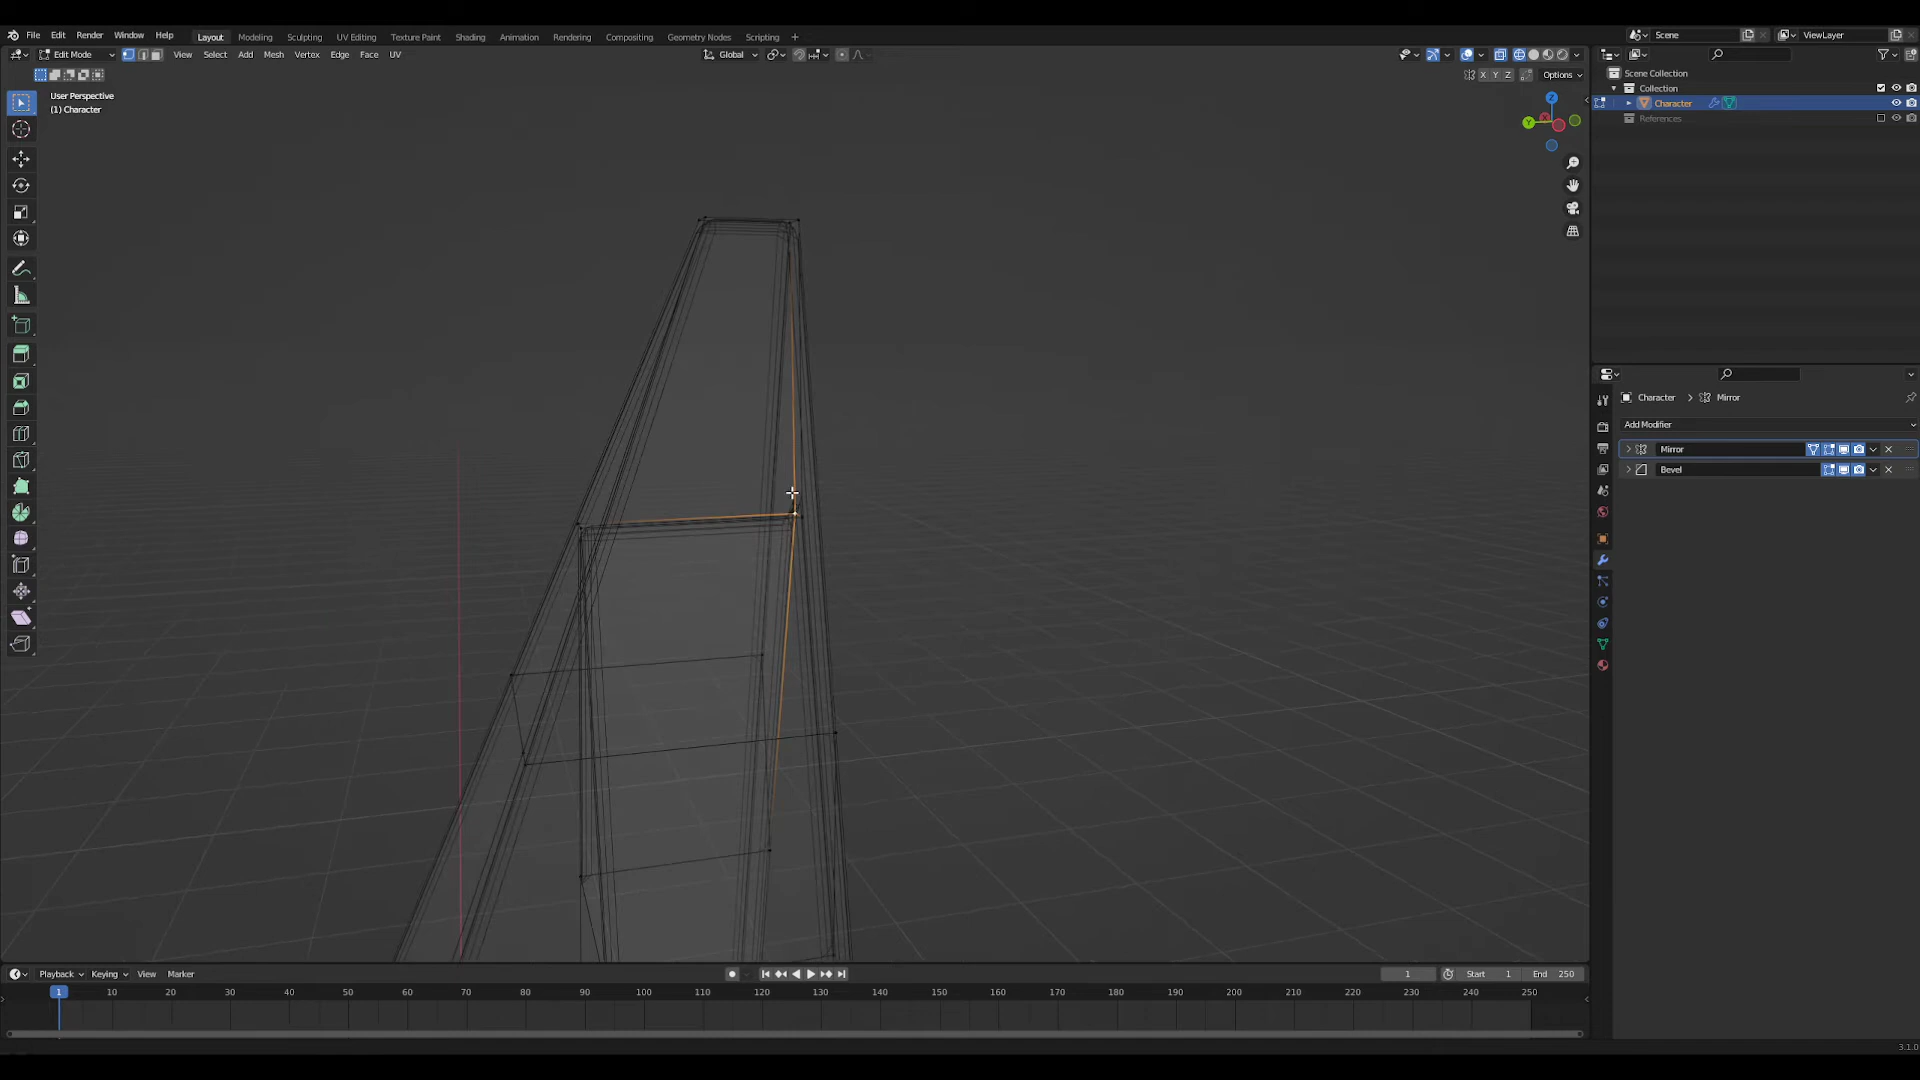 File Edit Render Window Help Layout Modeling Sculpting UV Editing Texture Paint Shading Animation Rendering Compositing Geometry Nodes Scripting + Scene ViewLayer
Edit Mode View Select Add Mesh Vertex Edge Face UV Global
X Y Z Options
User Perspective
(1) Character
Scene Collection
Collection
Character
References
Z
Y
X
Character > Mirror
Add Modifier
Mirror
Bevel
Playback Keying View Marker 1 Start 1 End 250
1 10 20 30 40 50 60 70 80 90 100 110 120 130 140 150 160 170 180 190 200 210 220 230 240 250
3.1.0